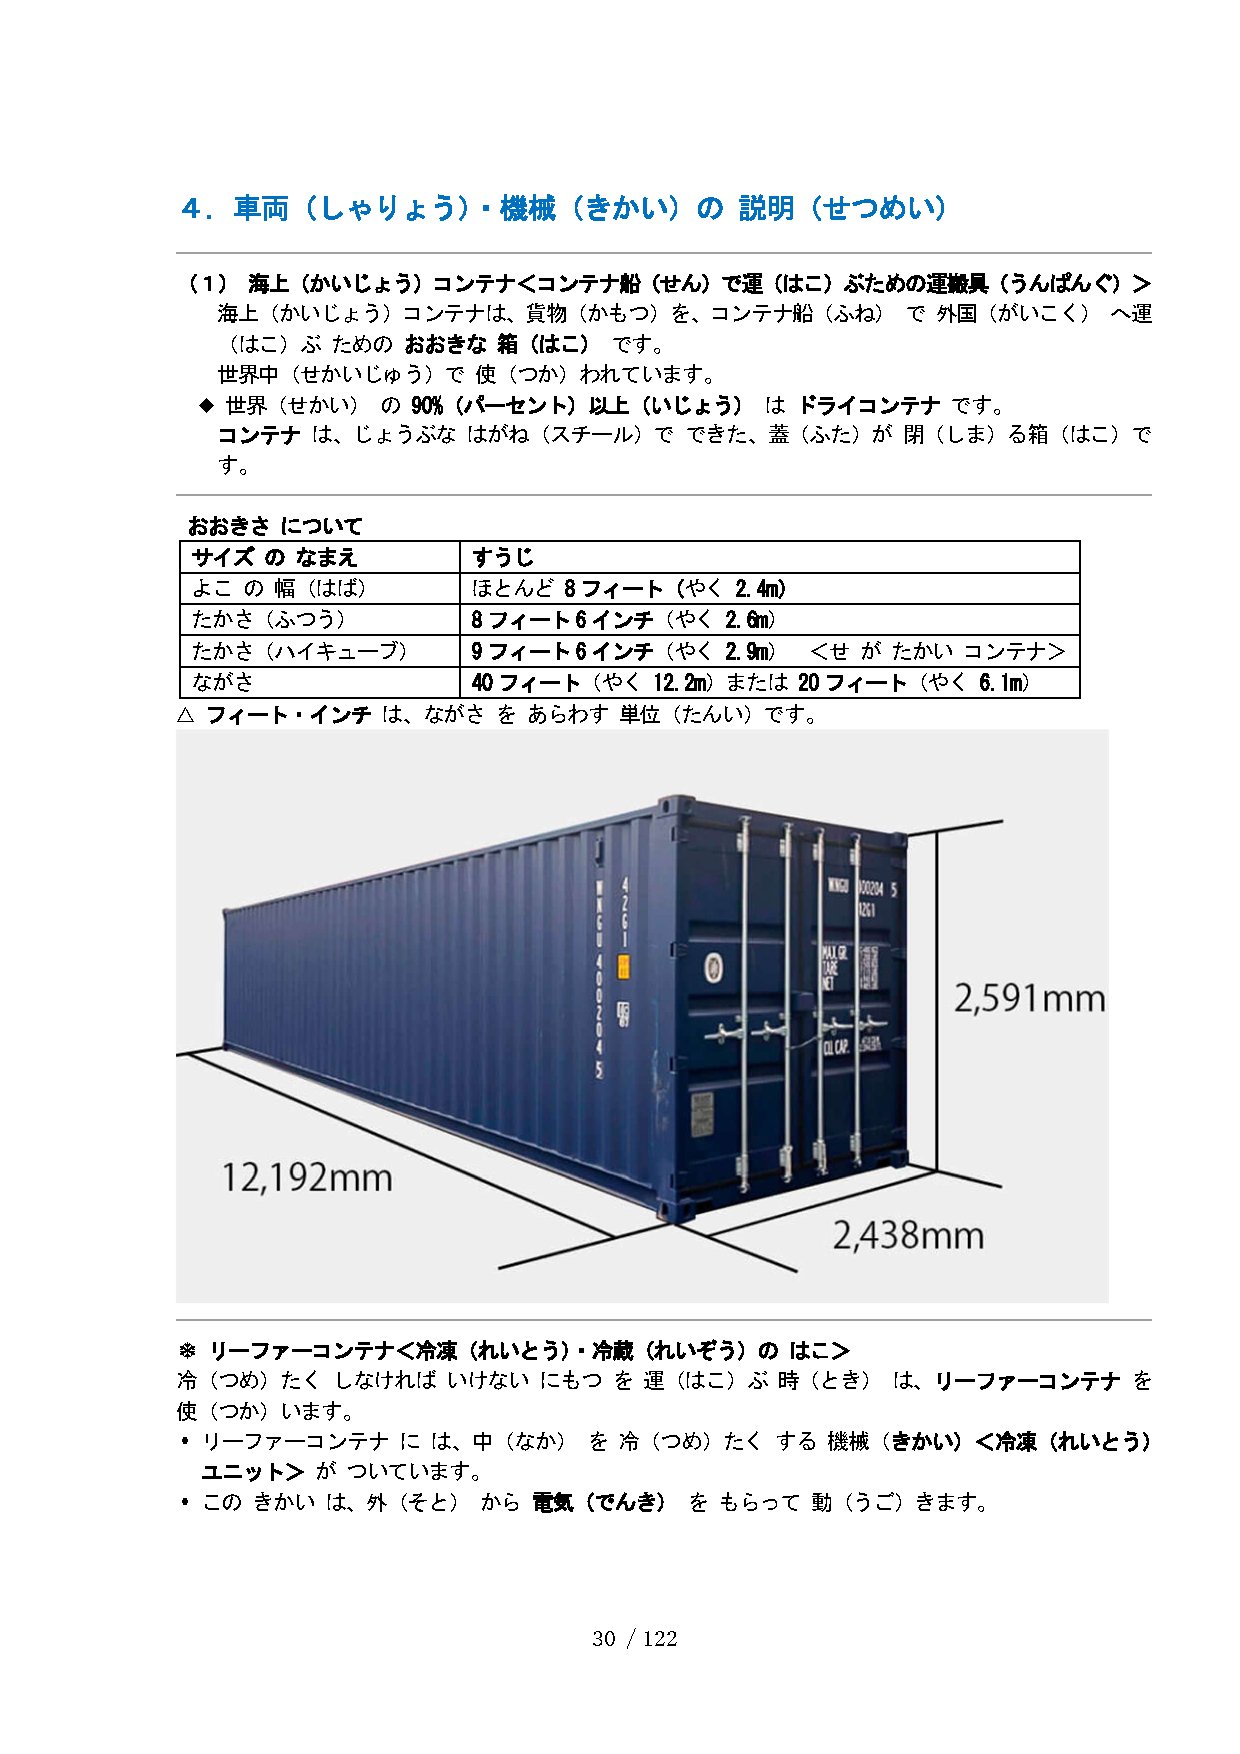 ４．車両（しゃりょう）・機械（きかい）の 説明（せつめい）
（１） 海上（かいじょう）コンテナ＜コンテナ船（せん）で運（はこ）ぶための運搬具（うんぱんぐ）＞
海上（かいじょう）コンテナは、貨物（かもつ）を、コンテナ船（ふね） で 外国（がいこく） へ運
（はこ）ぶ ための おおきな 箱（はこ） です。
世界中（せかいじゅう）で 使（つか）われています。
◆ 世界（せかい） の 90%（パーセント）以上（いじょう） は ドライコンテナ です。
コンテナ は、じょうぶな はがね（スチール）で できた、蓋（ふた）が 閉（しま）る箱（はこ）で
す。
おおきさ について
サイズ の なまえ すうじ
よこ の 幅（はば） ほとんど 8フィート（やく 2.4m）
たかさ（ふつう） 8フィート6インチ（やく 2.6m）
たかさ（ハイキューブ） 9フィート6インチ（やく 2.9m） ＜せ が たかい コンテナ＞
ながさ 40フィート（やく 12.2m）または 20フィート（やく 6.1m）
△ フィート・インチ は、ながさ を あらわす 単位（たんい）です。
WNGU 400204 5
42G1
WNGU 400204 5
42G1
MAX.GR.
TARE
NET
CU.CAP.
2,591mm
12,192mm
2,438mm
❄ リーファーコンテナ＜冷凍（れいとう）・冷蔵（れいぞう）の はこ＞
冷（つめ）たく しなければ いけない にもつ を 運（はこ）ぶ 時（とき） は、リーファーコンテナ を
使（つか）います。
• リーファーコンテナ に は、中（なか） を 冷（つめ）たく する 機械（きかい）＜冷凍（れいとう）
ユニット＞ が ついています。
• この きかい は、外（そと） から 電気（でんき） を もらって 動（うご）きます。
30 / 122